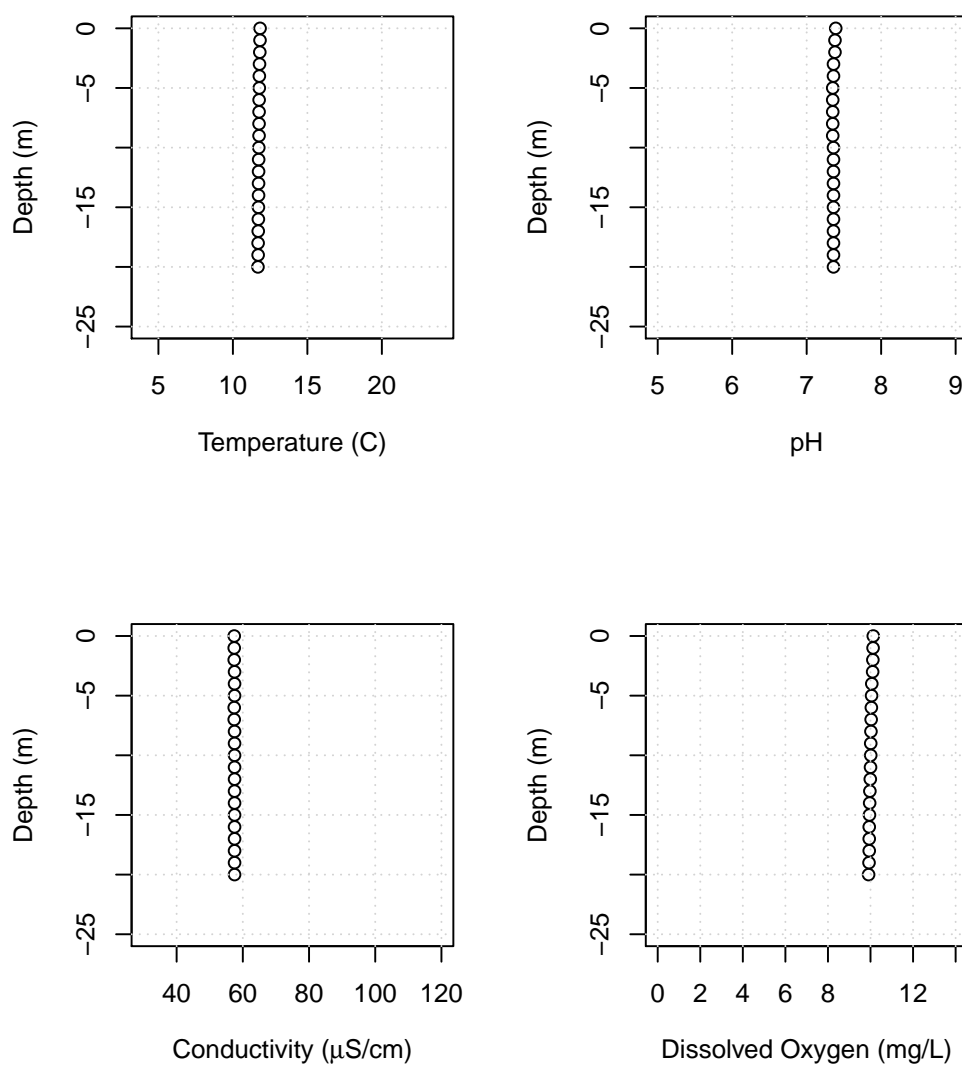 0
−5
−15
−25
Depth (m)
5 10 15 20
Temperature (C)
0
−5
−15
−25
Depth (m)
5 6 7 8 9
pH
0
−5
−15
−25
Depth (m)
40 60 80 100 120
Conductivity (μS/cm)
0
−5
−15
−25
Depth (m)
0 2 4 6 8 12
Dissolved Oxygen (mg/L)